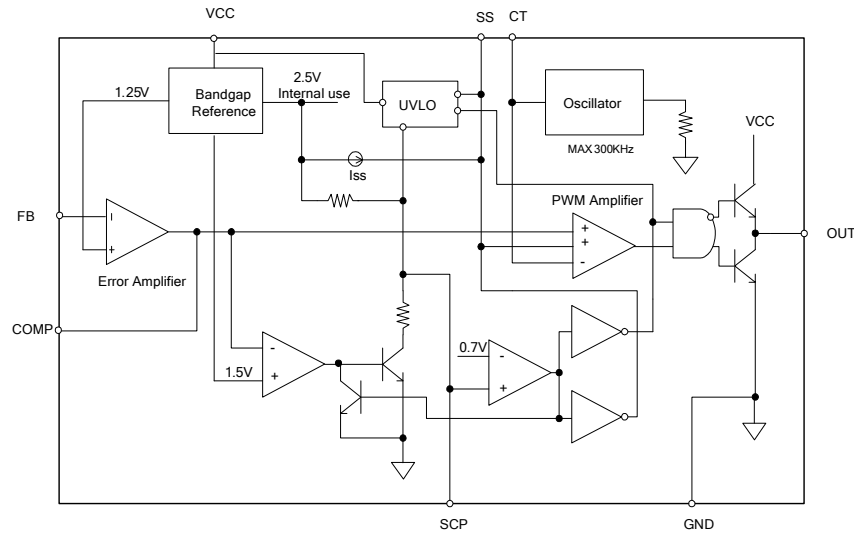 VCC
SS
CT
1.25V
Bandgap
Reference
2.5V
Internal use
UVLO
Oscillator
MAX 300KHz
VCC
Iss
PWM Amplifier
FB
-
+
Error Amplifier
+
+
-
OUT
COMP
-
+
1.5V
0.7V
-
+
SCP
GND